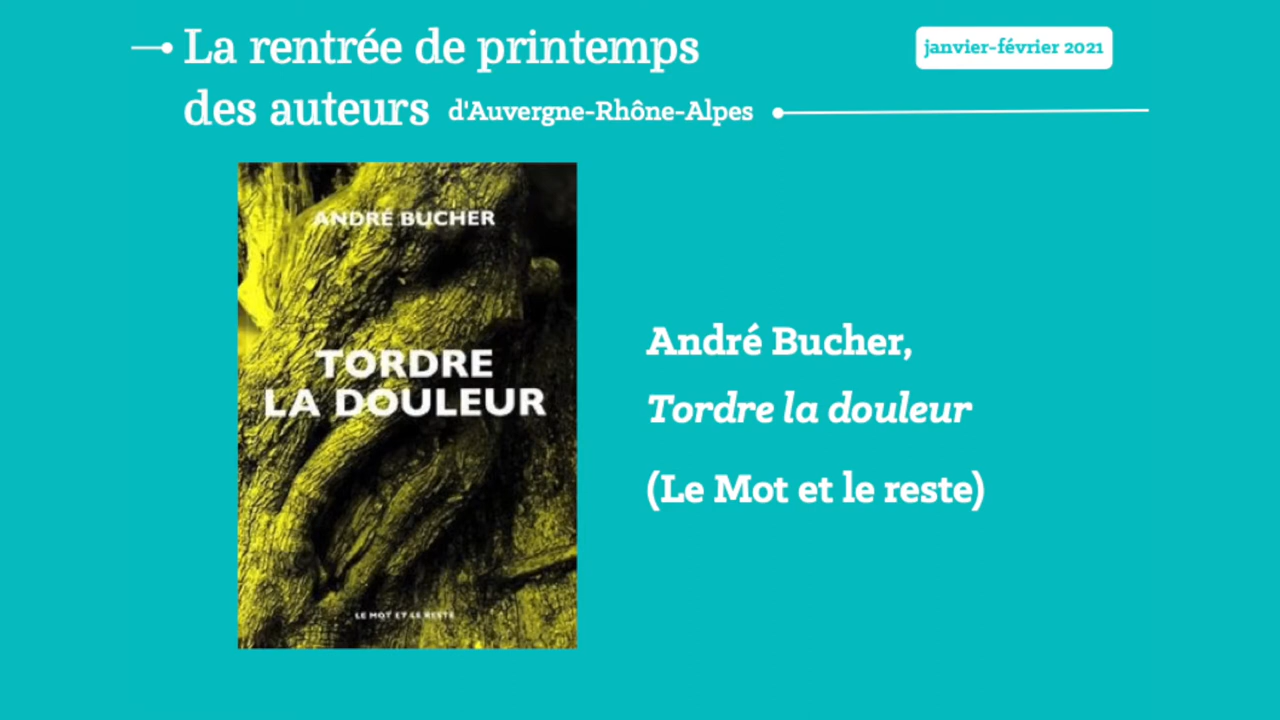 La rentrée de printemps
des auteurs d'Auvergne-Rhône-Alpes
janvier-février 2021
ANDRÉ BUCHER
TORDRE
LA DOULEUR
LE MOT ET LE RESTE
André Bucher,
Tordre la douleur
(Le Mot et le reste)